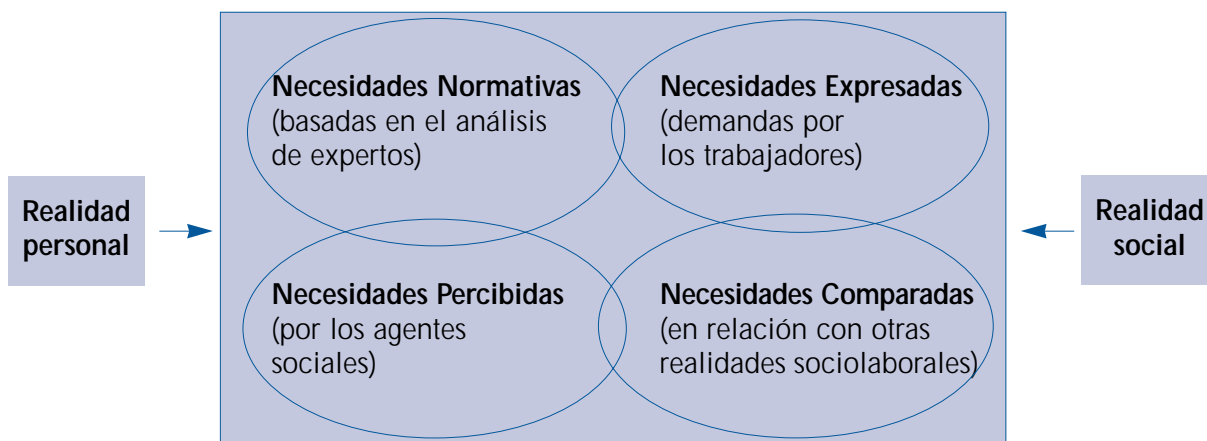 Necesidades Normativas
(basadas en el análisis
de expertos)
Necesidades Expresadas
(demandas por
los trabajadores)
Realidad
personal
Realidad
social
Necesidades Percibidas
(por los agentes
sociales)
Necesidades Comparadas
(en relación con otras
realidades sociolaborales)